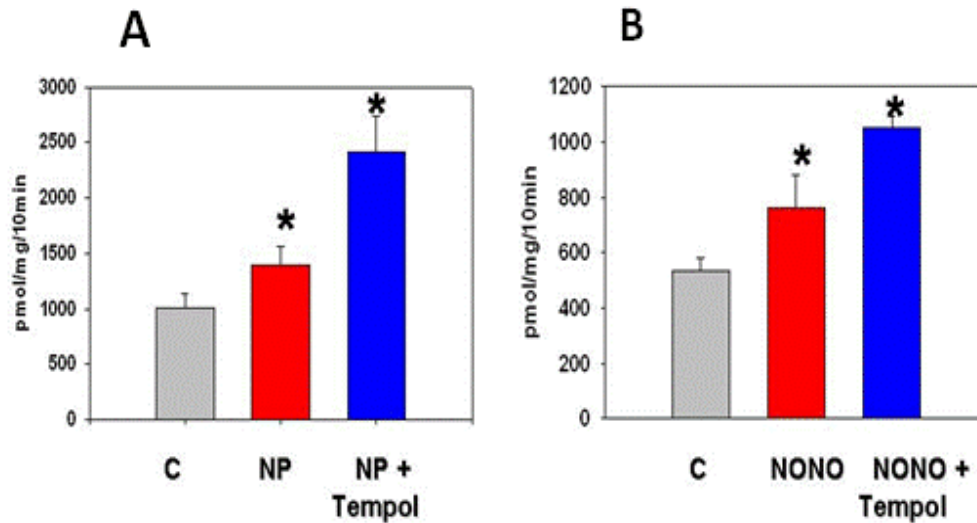 A
3000
2500
2000
1500
1000
500
0
pmol/mg/10min
*
*
C
NP
NP +
Tempol
B
1200
1000
800
600
400
200
0
pmol/mg/10min
*
*
C
NONO
NONO +
Tempol